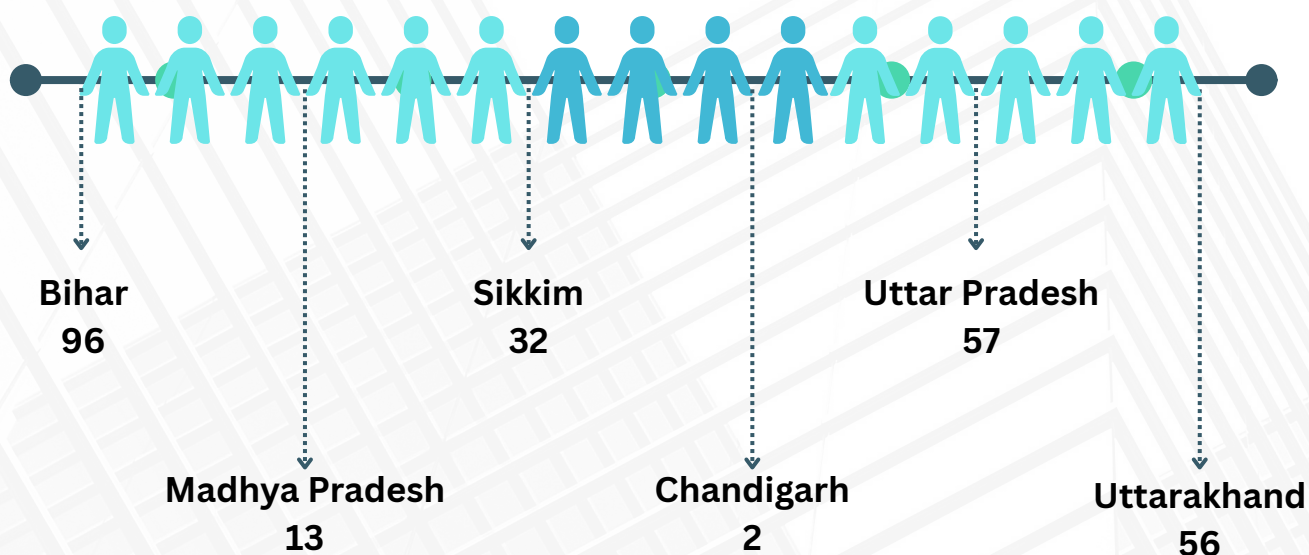 Bihar
96
Sikkim
32
Uttar Pradesh
57
Madhya Pradesh
13
Chandigarh
2
Uttarakhand
56